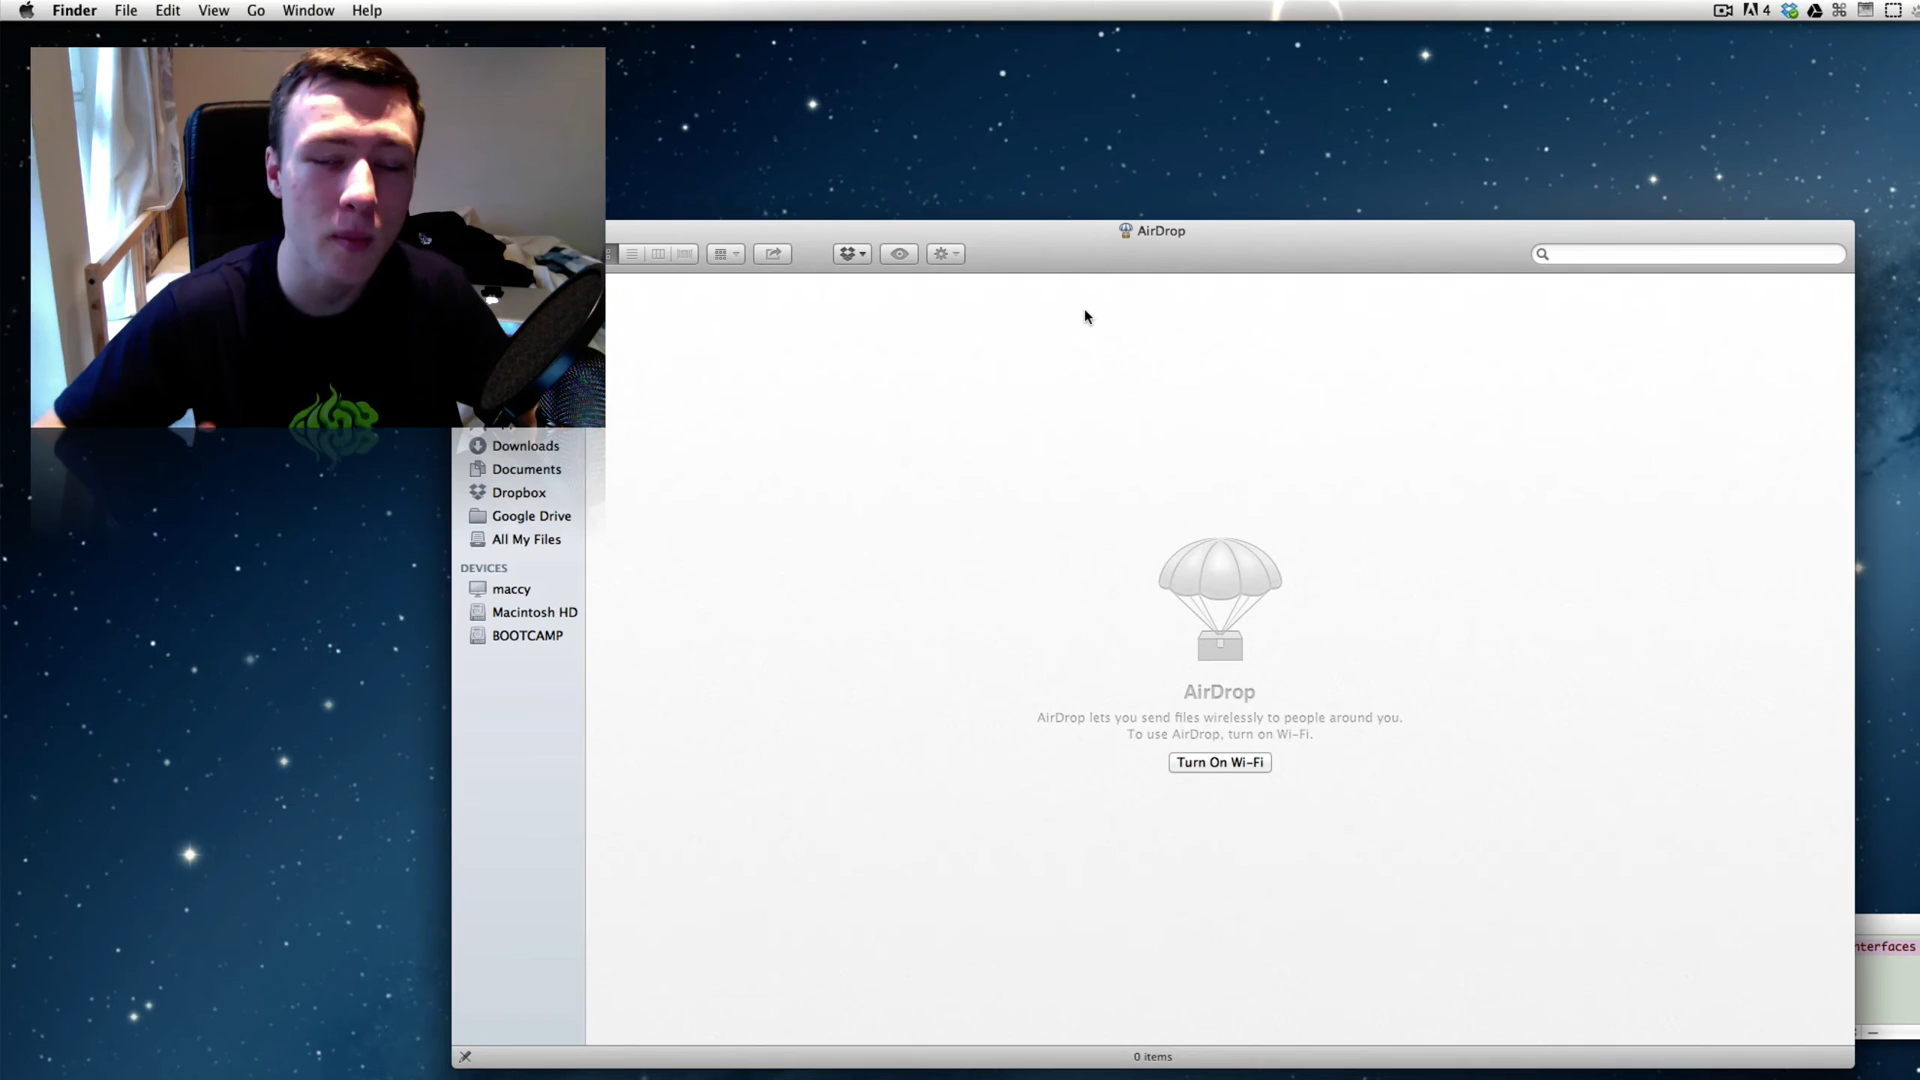 Finder File Edit View Go Window Help
4
AirDrop
Downloads
Documents
Dropbox
Google Drive
All My Files
DEVICES
maccy
Macintosh HD
BOOTCAMP
AirDrop
AirDrop lets you send files wirelessly to people around you.
To use AirDrop, turn on Wi-Fi.
Turn On Wi-Fi
nterfaces
0 items